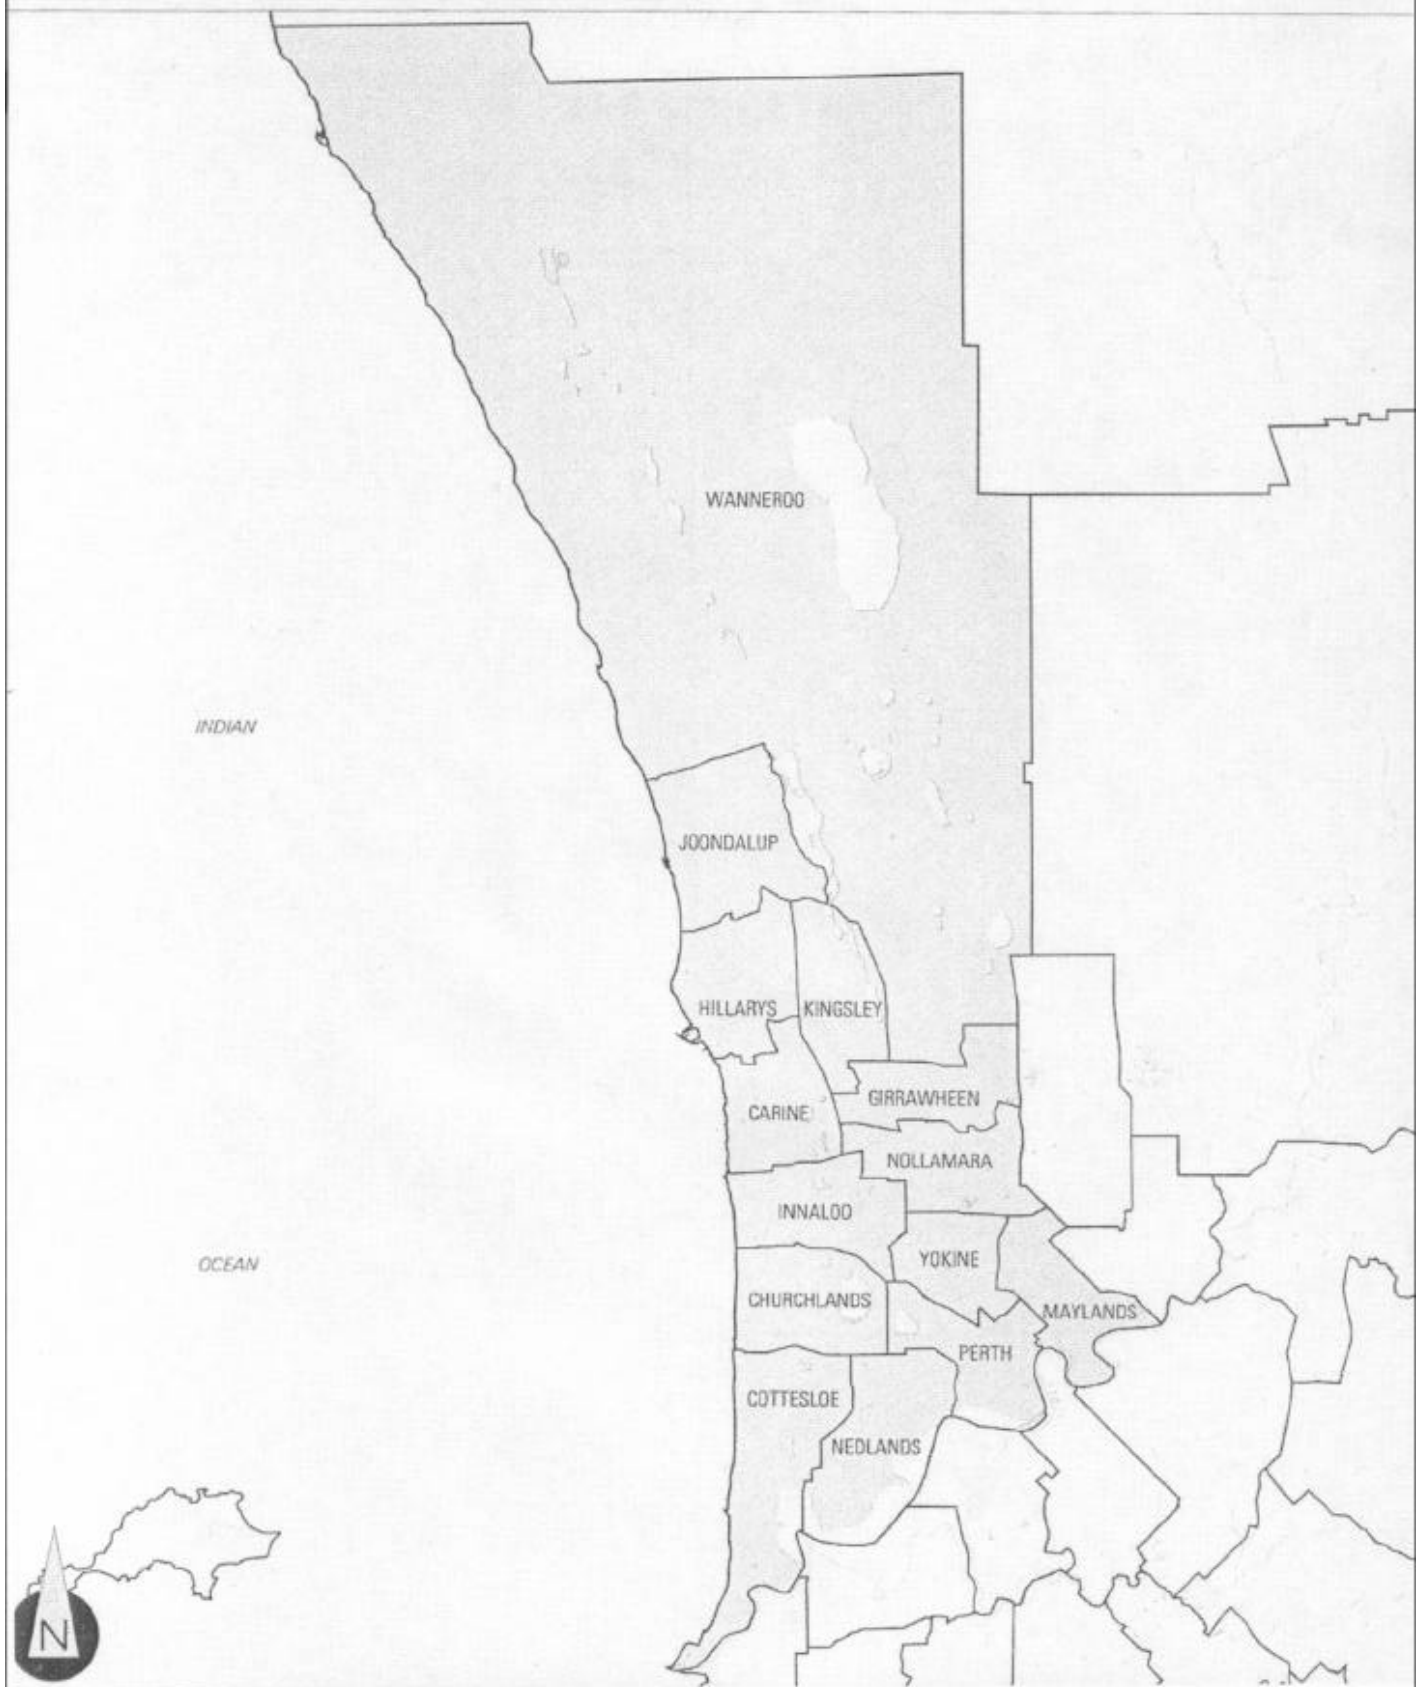 WANNEROO
INDIAN
JOONDALUP
HILLARYS
KINGSLEY
GIRRAWHEEN
CARINE
NOLLAMARA
INNALOO
YOKINE
OCEAN
CHURCHLANDS
MAYLANDS
PERTH
COTTESLOE
NEDLANDS
N